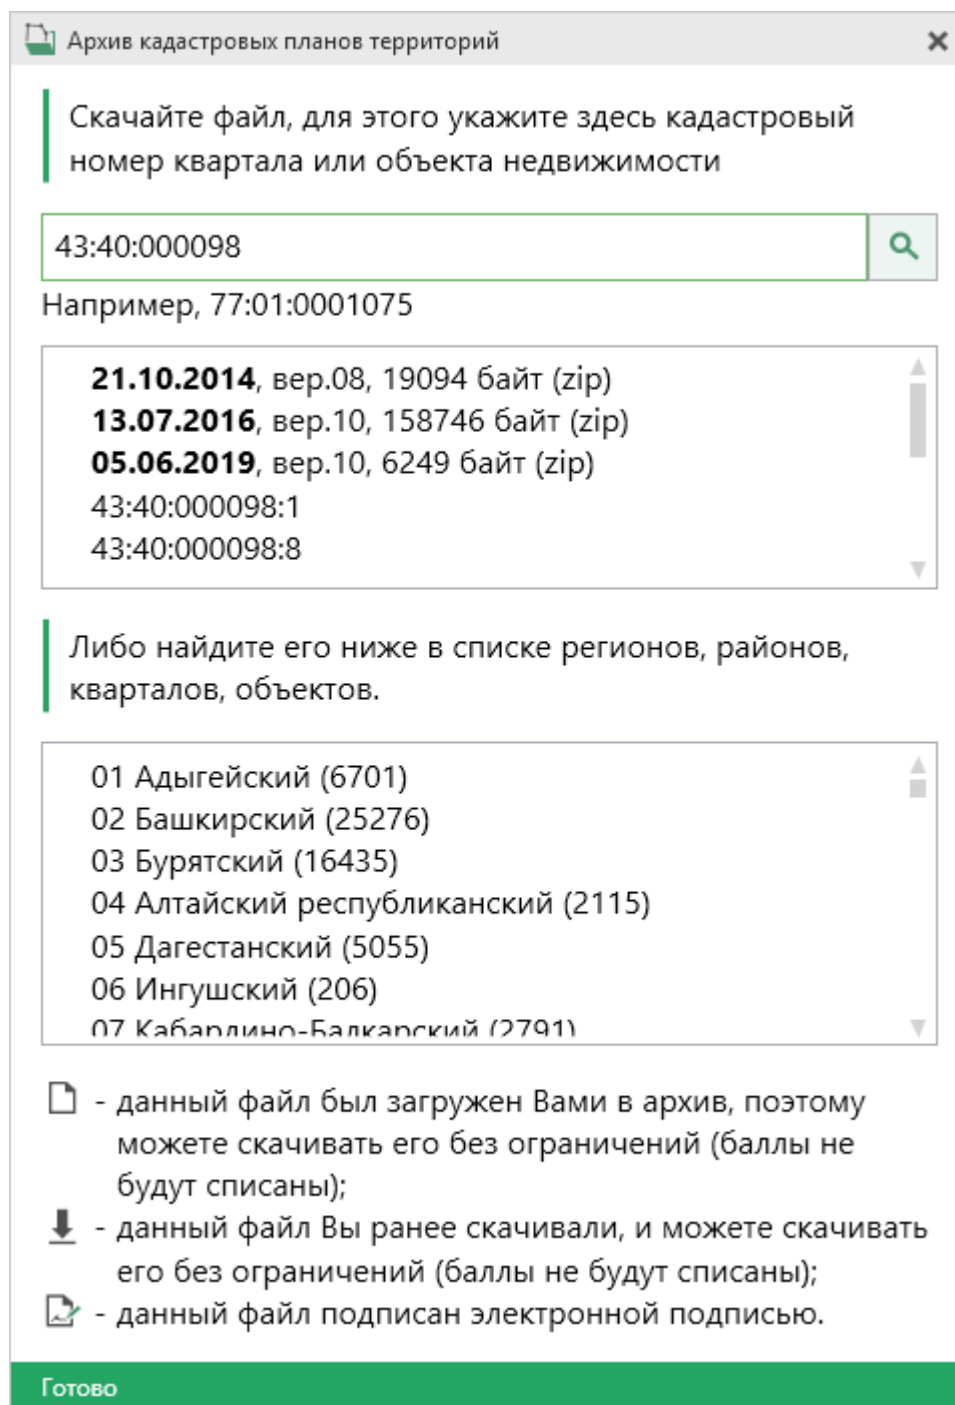 Архив кадастровых планов территорий
Скачайте файл, для этого укажите здесь кадастровый
номер квартала или объекта недвижимости
43:40:000098
Например, 77:01:0001075
21.10.2014, вер.08, 19094 байт (zip)
13.07.2016, вер.10, 158746 байт (zip)
05.06.2019, вер.10, 6249 байт (zip)
43:40:000098:1
43:40:000098:8
Либо найдите его ниже в списке регионов, районов,
кварталов, объектов.
01 Адыгейский (6701)
02 Башкирский (25276)
03 Бурятский (16435)
04 Алтайский республиканский (2115)
05 Дагестанский (5055)
06 Ингушский (206)
07 Кабардино-Балкарский (2791)
- данный файл был загружен Вами в архив, поэтому
можете скачивать его без ограничений (баллы не
будут списаны);
- данный файл Вы ранее скачивали, и можете скачивать
его без ограничений (баллы не будут списаны);
- данный файл подписан электронной подписью.
Готово